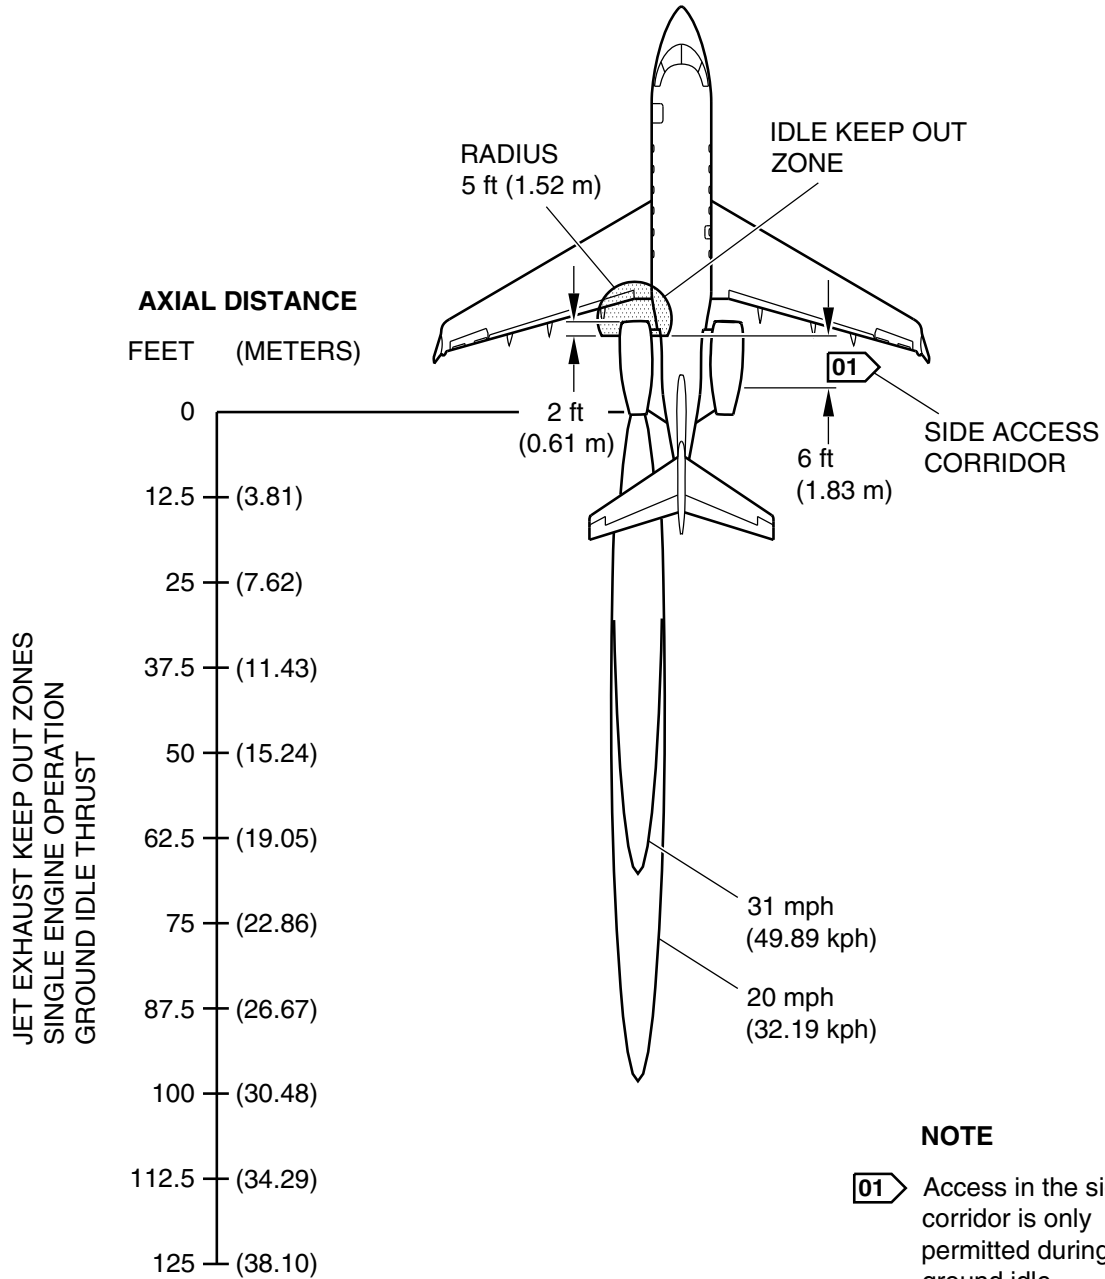 IDLE KEEP OUT
ZONE
RADIUS
5 ft (1.52 m)
AXIAL DISTANCE
FEET (METERS)
01
0
2 ft
(0.61 m)
SIDE ACCESS
CORRIDOR
6 ft
(1.83 m)
12.5 (3.81)
25 (7.62)
37.5 (11.43)
50 (15.24)
62.5 (19.05)
75 (22.86)
87.5 (26.67)
100 (30.48)
112.5 (34.29)
125 (38.10)
JET EXHAUST KEEP OUT ZONES
SINGLE ENGINE OPERATION
GROUND IDLE THRUST
31 mph
(49.89 kph)
20 mph
(32.19 kph)
NOTE
01 Access in the si
corridor is only
permitted during
ground idle